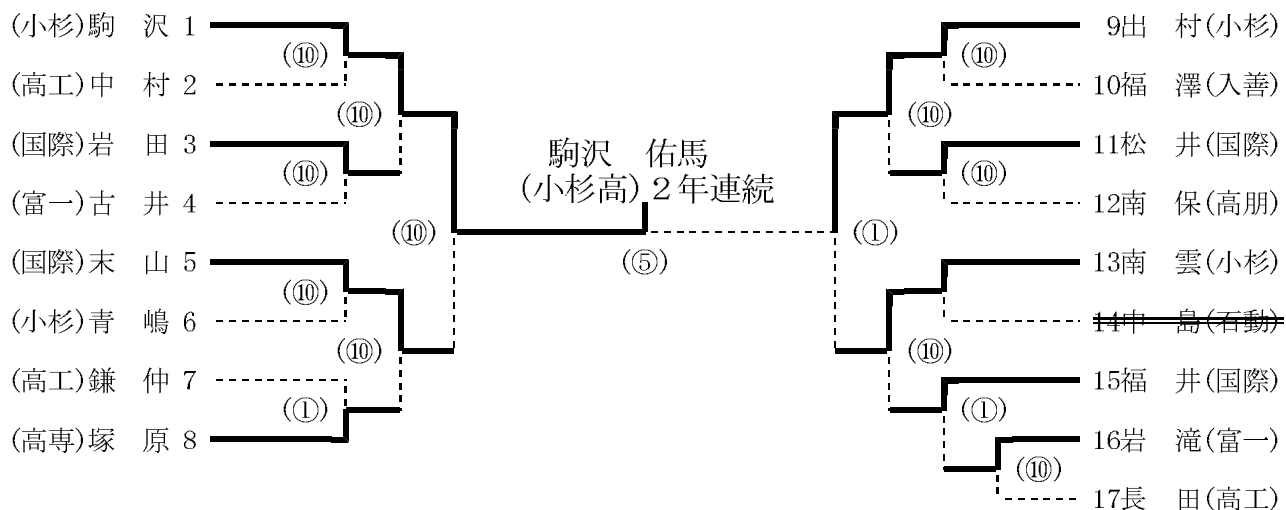 (小杉)駒　沢 1
(⑩)
(高工)中　村 2
(⑩)
(国際)岩　田 3
(⑩)
(富一)古　井 4
(⑩)
(国際)末　山 5
(⑩)
(小杉)青　嶋 6
(⑩)
(高工)鎌　仲 7
(①)
(高専)塚　原 8
駒沢　佑馬
(小杉高)２年連続
(⑤)
9出　村(小杉)
(⑩)
10福　澤(入善)
(⑩)
11松　井(国際)
(⑩)
12南　保(高朋)
(①)
13南　雲(小杉)
14中　島(石動)
(⑩)
15福　井(国際)
(①)
16岩　滝(富一)
(⑩)
17長　田(高工)